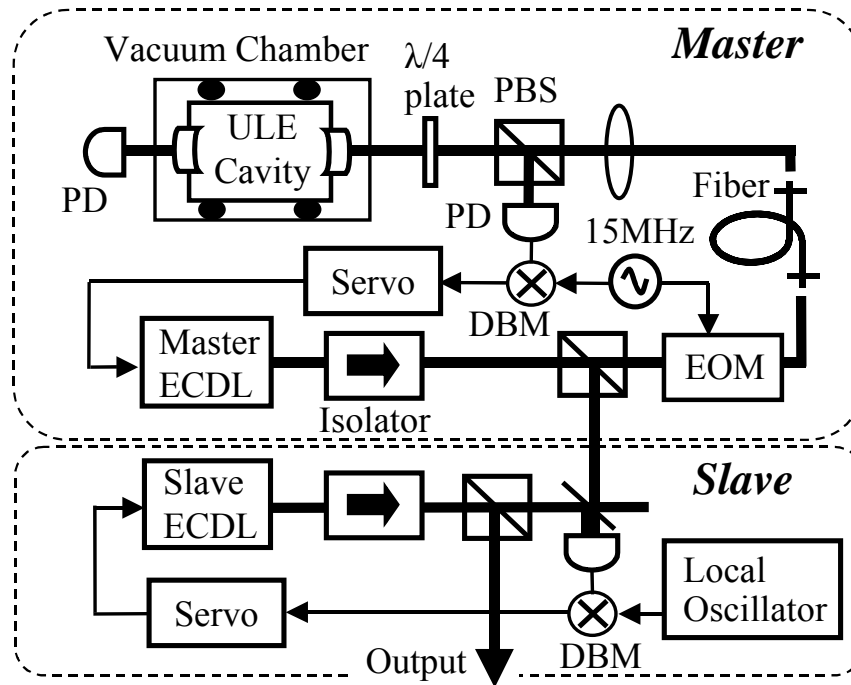 Master
Vacuum Chamber
λ/4
plate
PBS
ULE
Cavity
PD
Fiber
PD
15MHz
Servo
DBM
Master
ECDL
Isolator
EOM
Slave
Slave
ECDL
Local
Oscillator
Servo
DBM
Output